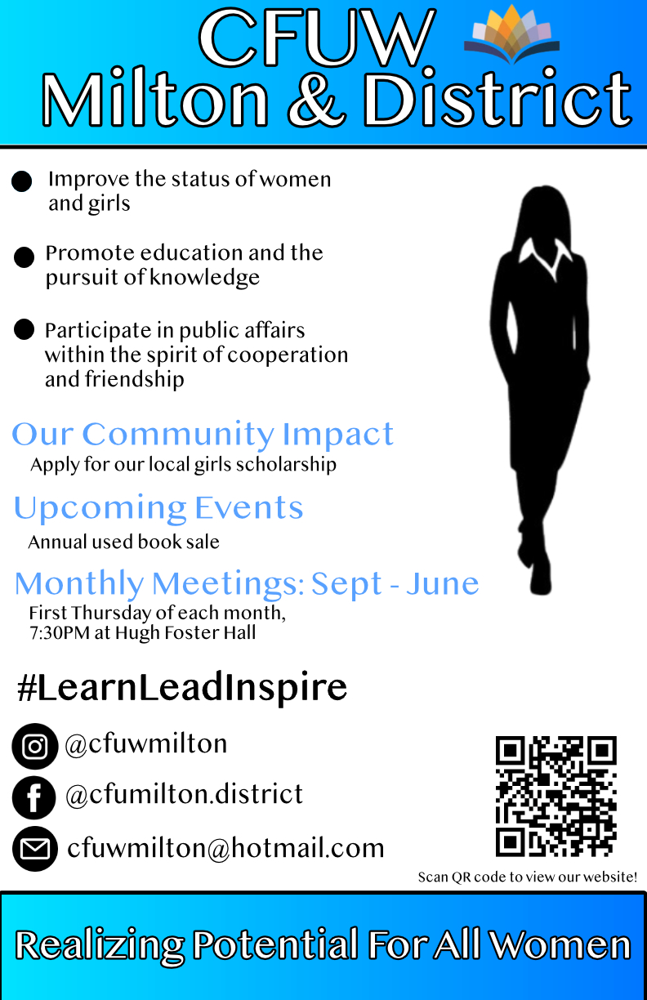 CFUW
Milton & District
Improve the status of women
and girls
Promote education and the
pursuit of knowledge
Participate in public affairs
within the spirit of cooperation
and friendship
Our Community Impact
Apply for our local girls scholarship
Upcoming Events
Annual used book sale
Monthly Meetings: Sept - June
First Thursday of each month,
7:30PM at Hugh Foster Hall
#LearnLeadInspire
@cfuwmilton
@cfumilton.district
cfuwmilton@hotmail.com
Scan QR code to view our website!
Realizing Potential For All Women